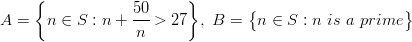 A = { n ∈ S : n + 50/n > 27 }, B = { n ∈ S : n is a prime }